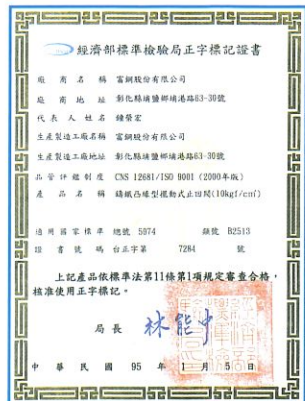 經濟部標準檢驗局正字標記證書
廠商名稱 富鋼股份有限公司
廠商地址 彰化縣埔鹽鄉埔港路63-30號
代表人姓名 鍾榮宏
生產製造工廠名稱 富鋼股份有限公司
生產製造工廠地址 彰化縣埔鹽鄉埔港路63-30號
品管評鑑制度 CNS 12681/ISO 9001 (2000年版)
產品名稱 鑄鐵凸緣型擺動式止回閥(10kgf/cm²)
適用國家標準 總號 5974 類號 B2513
證書號碼 台正字第 7284 號
上記產品依標準法第11條第1項規定審查合格，
核准使用正字標記。
局長 林能中
中華民國 95 年 1 月 5 日